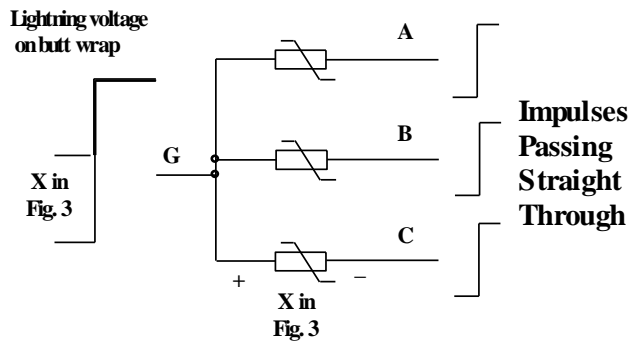 Lightning voltage
on butt wrap
A
B
G
Impulses
Passing
Straight
Through
X in
Fig. 3
C
+
−
X in
Fig. 3